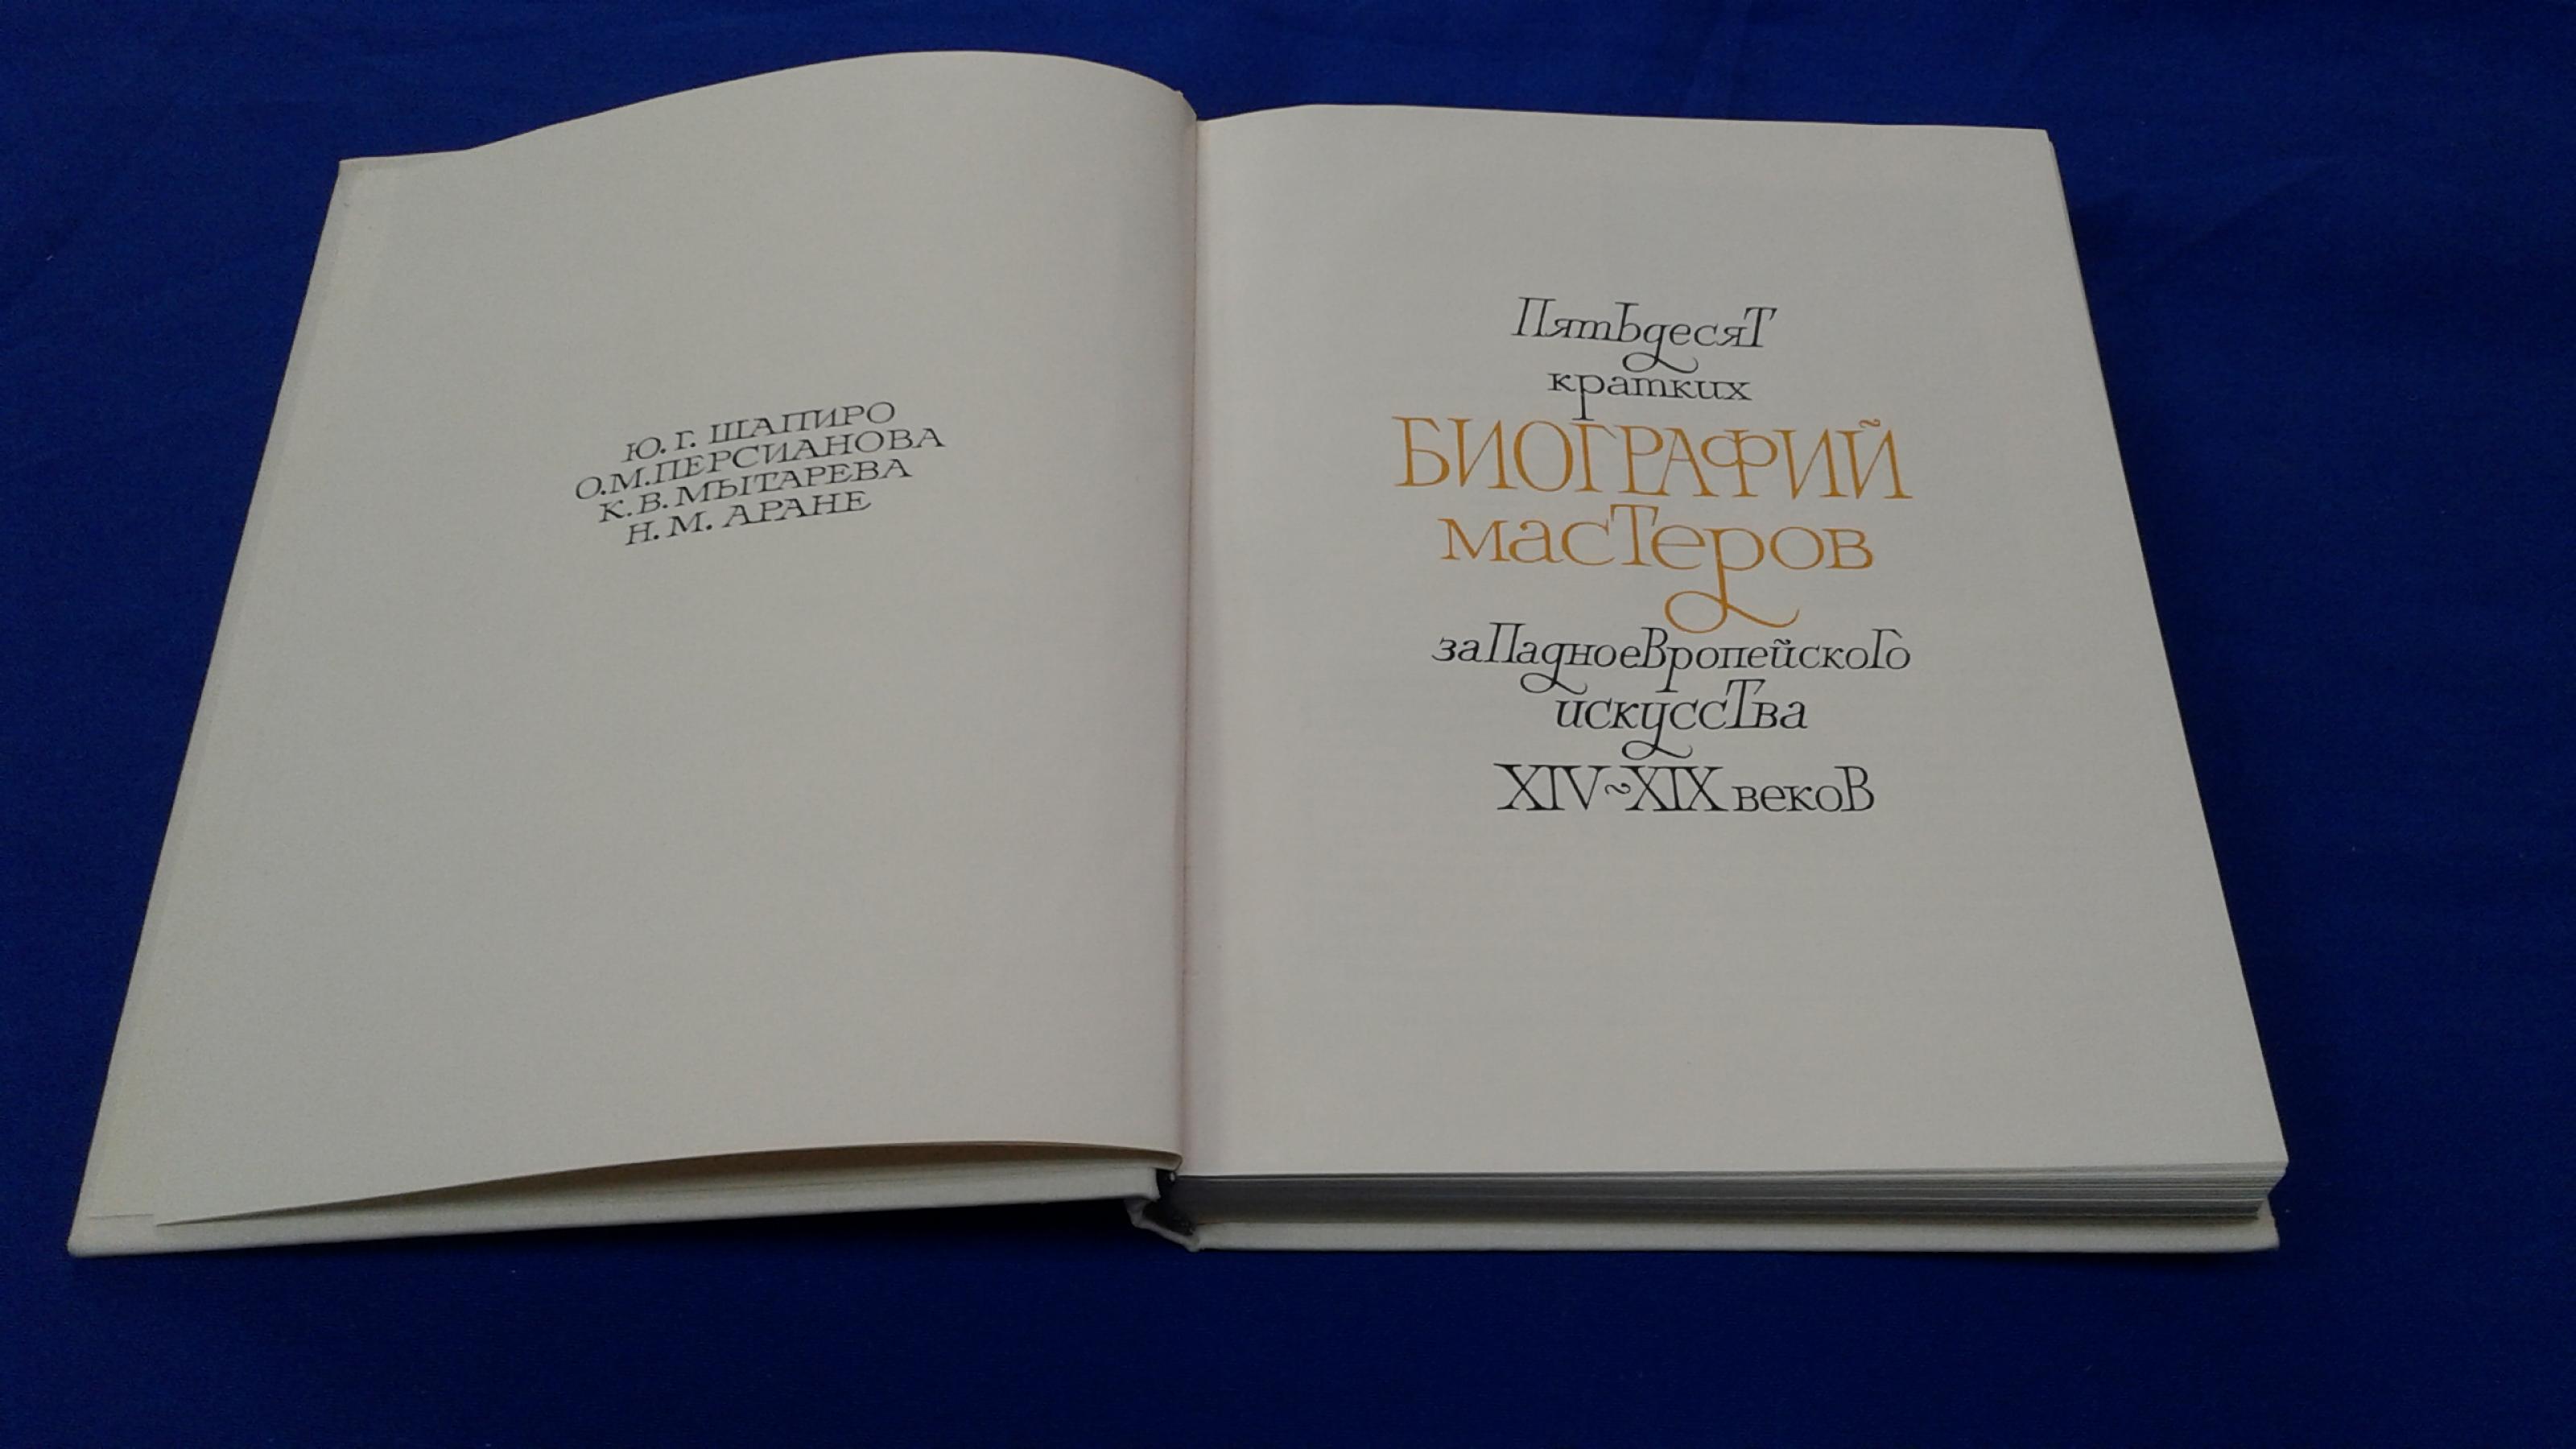 Ю. Г. ШАПИРО
О.М.ПЕРСИАНОВА
К. В. МЫТАРЕВА
Н. М. АРАНЕ
ПятЬдесяТ
кратких
БИОГРАФИЙ
масТеров
заПадноеВропейскоГо
искуссТва
XIV~XIX векоВ